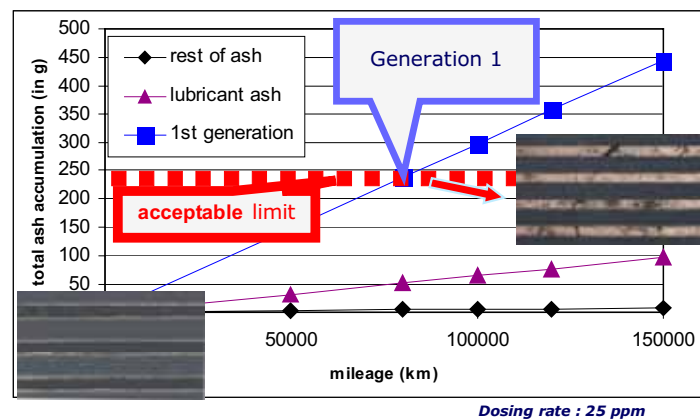 total ash accumulation (in g)
500
450
400
350
300
250
200
150
100
50
rest of ash
lubricant ash
1st generation
Generation 1
acceptable limit
50000
100000
150000
mileage (km)
Dosing rate : 25 ppm